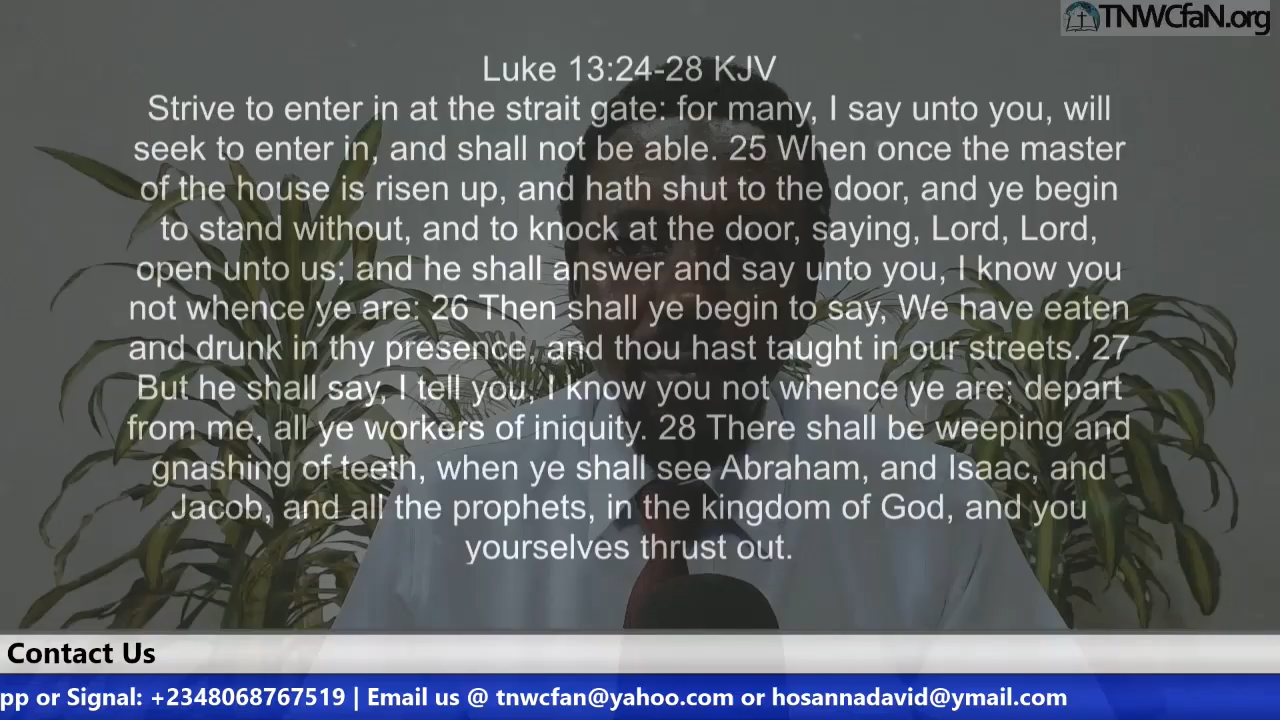 TNWCfaN.org
Luke 13:24-28 KJV
Strive to enter in at the strait gate: for many, I say unto you, will
seek to enter in, and shall not be able. 25 When once the master
of the house is risen up, and hath shut to the door, and ye begin
to stand without, and to knock at the door, saying, Lord, Lord,
open unto us; and he shall answer and say unto you, I know you
not whence ye are: 26 Then shall ye begin to say, We have eaten
and drunk in thy presence, and thou hast taught in our streets. 27
But he shall say, I tell you, I know you not whence ye are; depart
from me, all ye workers of iniquity. 28 There shall be weeping and
gnashing of teeth, when ye shall see Abraham, and Isaac, and
Jacob, and all the prophets, in the kingdom of God, and you
yourselves thrust out.
Contact Us
pp or Signal: +2348068767519 | Email us @ tnwcfan@yahoo.com or hosannadavid@ymail.com